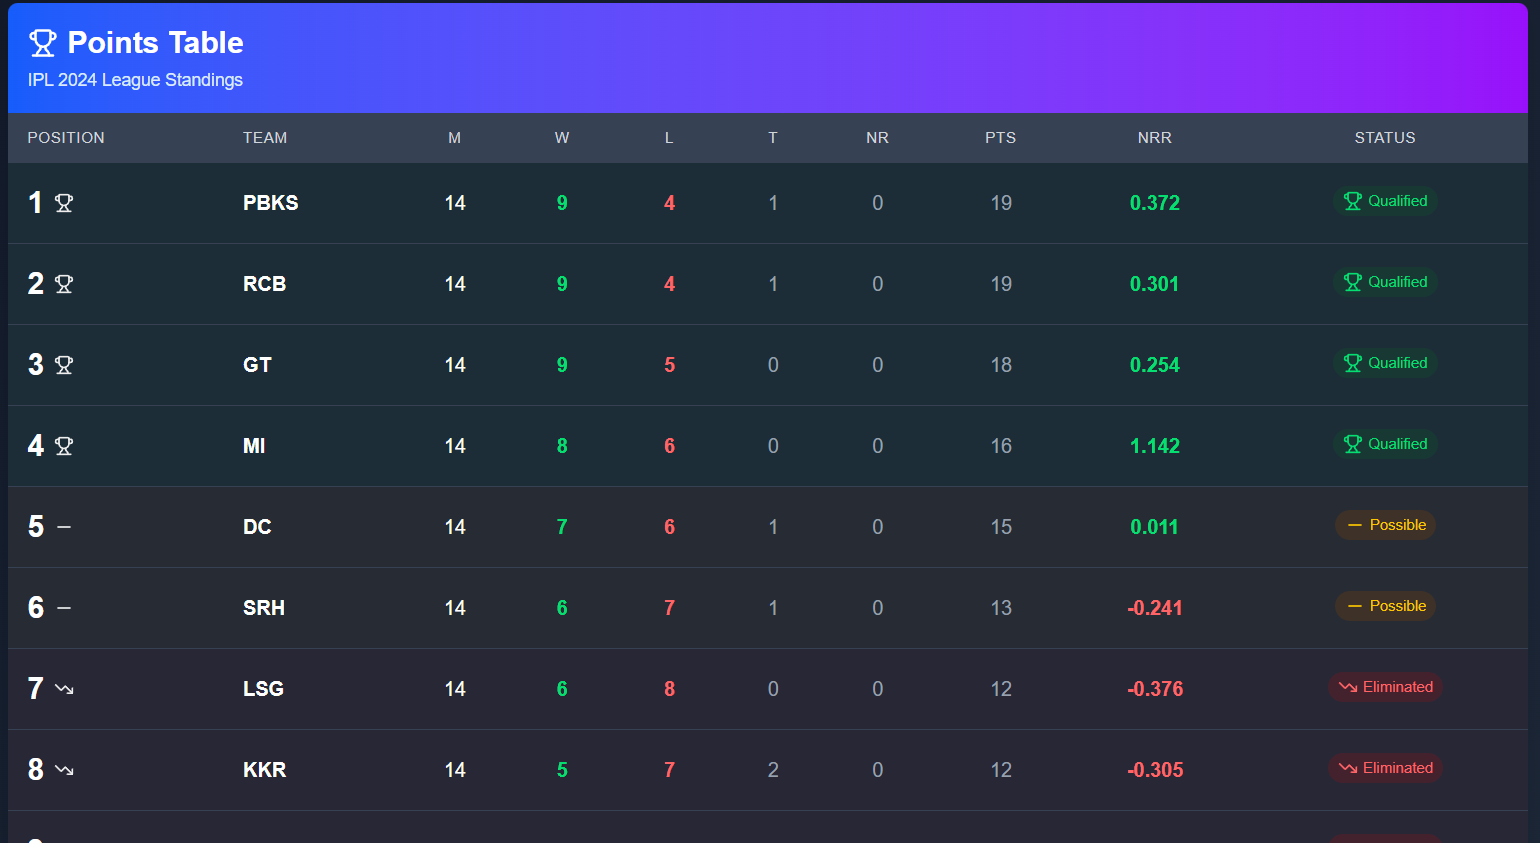 Points Table
IPL 2024 League Standings
POSITION TEAM M W L T NR PTS NRR STATUS
1 PBKS 14 9 4 1 0 19 0.372 Qualified
2 RCB 14 9 4 1 0 19 0.301 Qualified
3 GT 14 9 5 0 0 18 0.254 Qualified
4 MI 14 8 6 0 0 16 1.142 Qualified
5 DC 14 7 6 1 0 15 0.011 Possible
6 SRH 14 6 7 1 0 13 -0.241 Possible
7 LSG 14 6 8 0 0 12 -0.376 Eliminated
8 KKR 14 5 7 2 0 12 -0.305 Eliminated